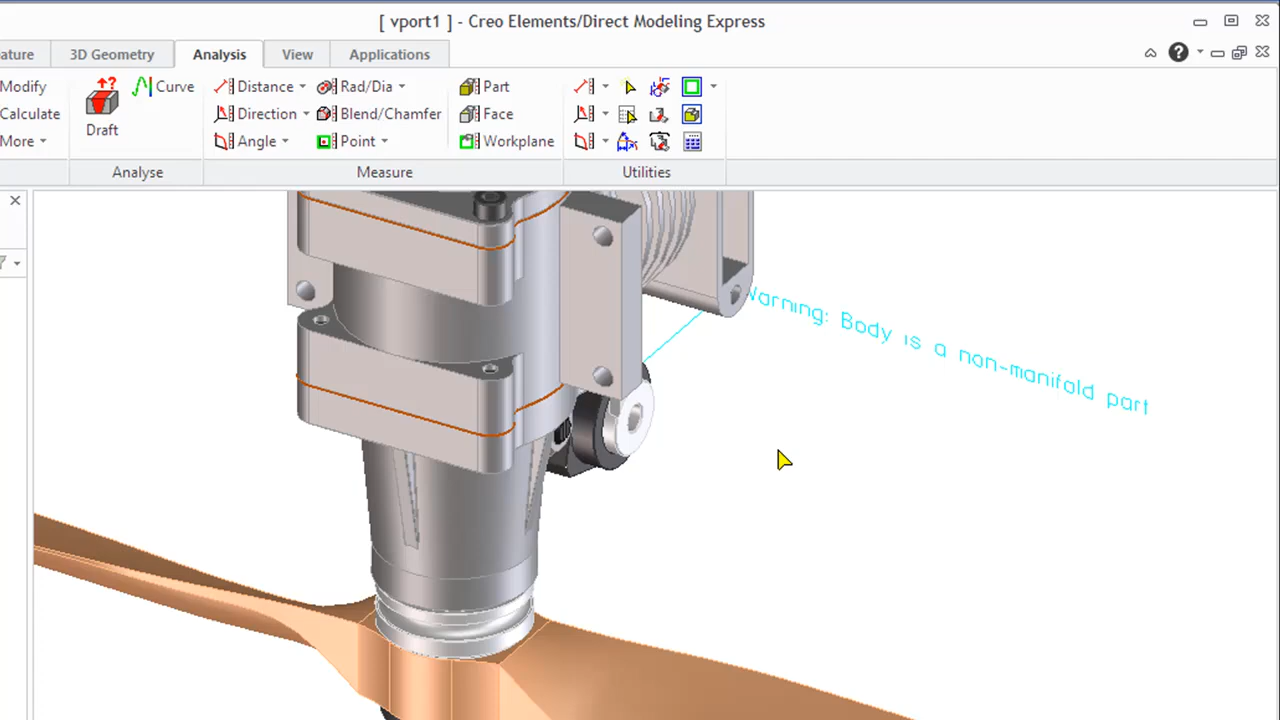 [ vport1 ] - Creo Elements/Direct Modeling Express
ature 3D Geometry Analysis View Applications
Modify Curve Distance Rad/Dia Part
Calculate Draft Direction Blend/Chamfer Face
More Angle Point Workplane
Analyse Measure Utilities
Warning: Body is a non-manifold part